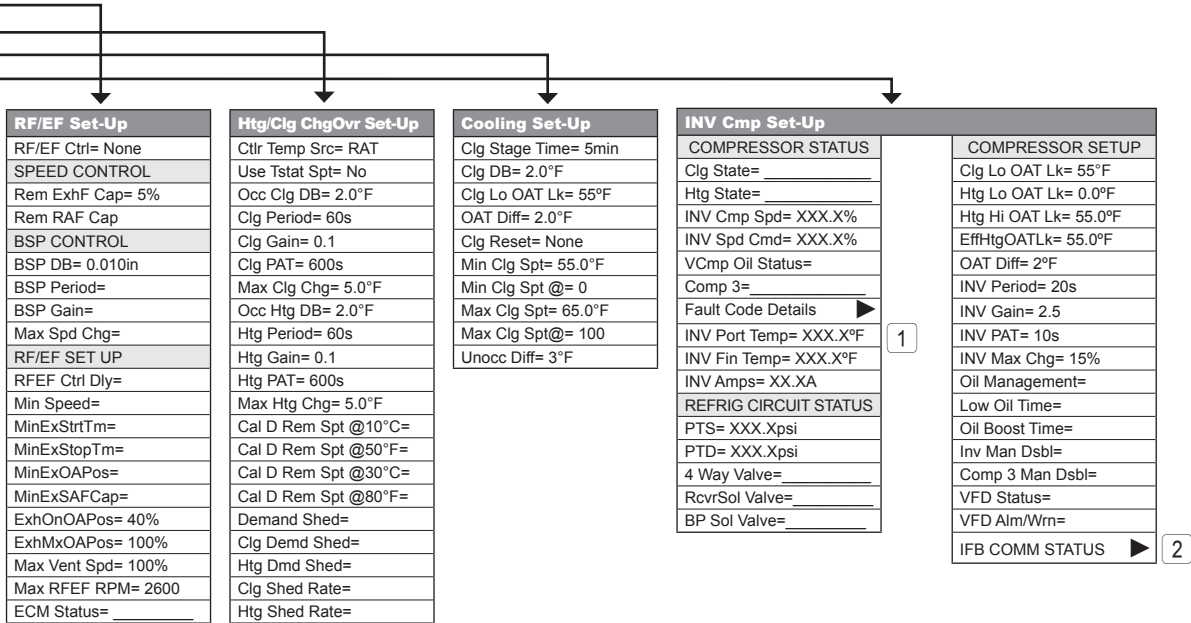 RF/EF Set-Up
RF/EF Ctrl= None
SPEED CONTROL
Rem ExhF Cap= 5%
Rem RAF Cap
BSP CONTROL
BSP DB= 0.010in
BSP Period=
BSP Gain=
Max Spd Chg=
RF/EF SET UP
RFEF Ctrl Dly=
Min Speed=
MinExStrtTm=
MinExStopTm=
MinExOAPos=
MinExSAFCap=
ExhOnOAPos= 40%
ExhMxOAPos= 100%
Max Vent Spd= 100%
Max RFEF RPM= 2600
ECM Status= __________
Htg/Clg ChgOvr Set-Up
Ctlr Temp Src= RAT
Use Tstat Spt= No
Occ Clg DB= 2.0°F
Clg Period= 60s
Clg Gain= 0.1
Clg PAT= 600s
Max Clg Chg= 5.0°F
Occ Htg DB= 2.0°F
Htg Period= 60s
Htg Gain= 0.1
Htg PAT= 600s
Max Htg Chg= 5.0°F
Cal D Rem Spt @10°C=
Cal D Rem Spt @50°F=
Cal D Rem Spt @30°C=
Cal D Rem Spt @80°F=
Demand Shed=
Clg Demd Shed=
Htg Dmd Shed=
Clg Shed Rate=
Htg Shed Rate=
Cooling Set-Up
Clg Stage Time= 5min
Clg DB= 2.0°F
Clg Lo OAT Lk= 55ºF
OAT Diff= 2.0°F
Clg Reset= None
Min Clg Spt= 55.0°F
Min Clg Spt @= 0
Max Clg Spt= 65.0°F
Max Clg Spt@= 100
Unocc Diff= 3°F
INV Cmp Set-Up
COMPRESSOR STATUS
Clg State= _____________
Htg State=_____________
INV Cmp Spd= XXX.X%
INV Spd Cmd= XXX.X%
VCmp Oil Status=
Comp 3=_____________
Fault Code Details ▶
1
INV Port Temp= XXX.XºF
INV Fin Temp= XXX.XºF
INV Amps= XX.XA
REFRIG CIRCUIT STATUS
PTS= XXX.Xpsi
PTD= XXX.Xpsi
4 Way Valve=___________
RcvrSol Valve=__________
BP Sol Valve=__________
COMPRESSOR SETUP
Clg Lo OAT Lk= 55°F
Htg Lo OAT Lk= 0.0ºF
Htg Hi OAT Lk= 55.0ºF
EffHtgOATLk= 55.0ºF
OAT Diff= 2ºF
INV Period= 20s
INV Gain= 2.5
INV PAT= 10s
INV Max Chg= 15%
Oil Management=
Low Oil Time=
Oil Boost Time=
Inv Man Dsbl=
Comp 3 Man Dsbl=
VFD Status=
VFD Alm/Wrn=
IFB COMM STATUS ▶ 2